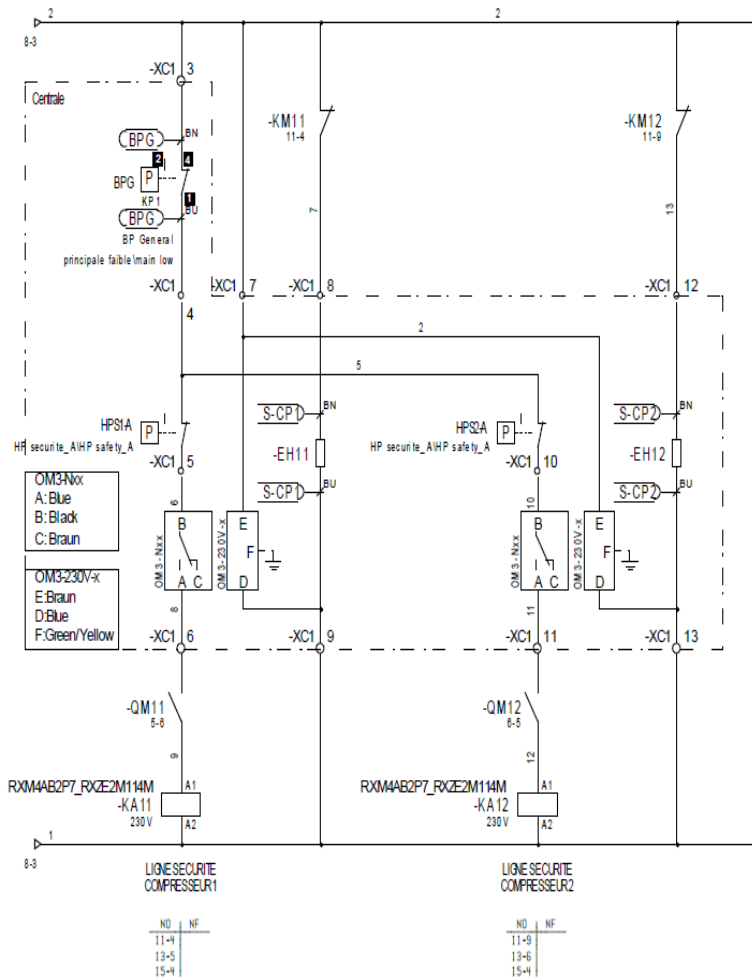 2
2
8-3
-XC1 3
Centrale
BPG
BN
-KM11
11-4
-KM12
11-9
2
4
BPG
P
KP1
1
BPG
BU
7
13
BP General
principale faible\main low
-XC1
4
-XC1 7
-XC1 8
-XC1 12
2
5
S-CP1
BN
S-CP2
BN
HPS1-A
P
HP securite_A\HP safety_A
HPS2-A
P
HP securite_A\HP safety_A
-EH11
-EH12
-XC1 5
-XC1 10
S-CP1
BU
S-CP2
BU
OM3-Nxx
A: Blue
B: Black
C: Braun
6
10
OM3-Nxx
B
A C
OM3-230V-x
E
F
D
OM3-Nxx
B
A C
OM3-230V-x
E
F
D
OM3-230V-x
E:Braun
D:Blue
F:Green/Yellow
8
11
-XC1 6
-XC1 9
-XC1 11
-XC1 13
-QM11
5-6
-QM12
6-5
9
12
RXM4AB2P7_RXZE2M114M
-KA11
230V
A1
A2
RXM4AB2P7_RXZE2M114M
-KA12
230V
A1
A2
1
8-3
LIGNE SECURITE
COMPRESSEUR1
LIGNE SECURITE
COMPRESSEUR2
NO NF
11-4
13-5
15-4
NO NF
11-9
13-6
15-4